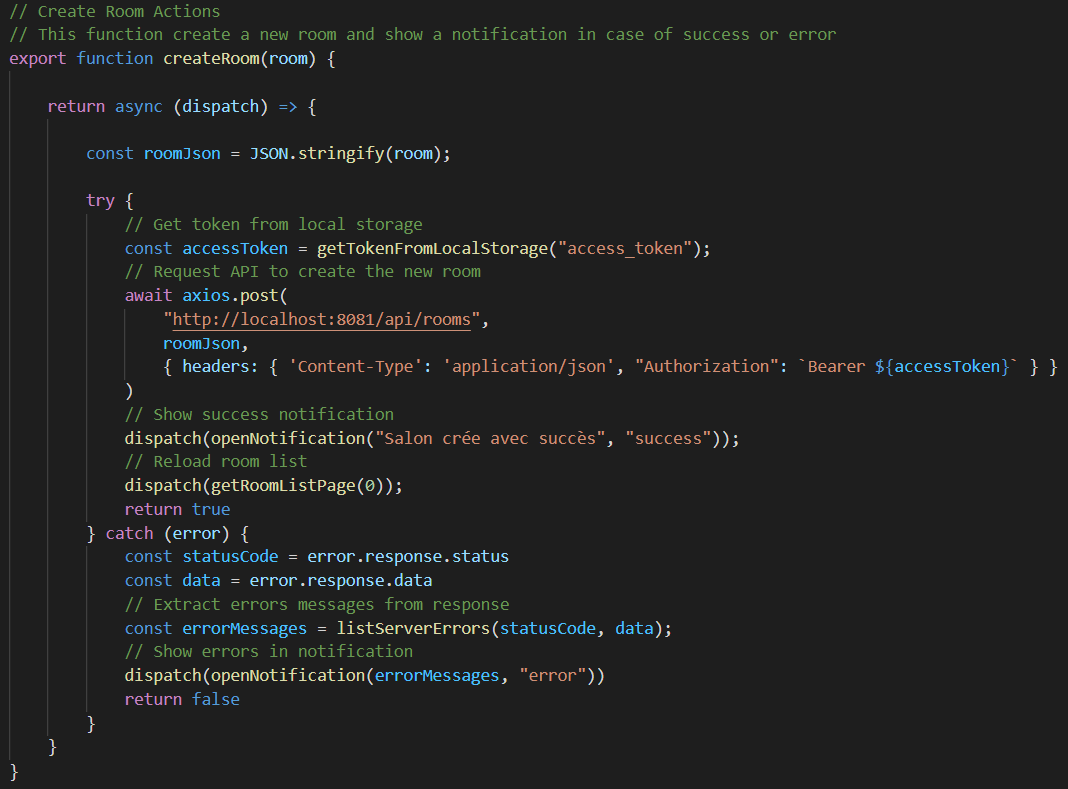 // Create Room Actions
// This function create a new room and show a notification in case of success or error
export function createRoom(room) {
return async (dispatch) => {
const roomJson = JSON.stringify(room);
try {
// Get token from local storage
const accessToken = getTokenFromLocalStorage("access_token");
// Request API to create the new room
await axios.post(
"http://localhost:8081/api/rooms",
roomJson,
{ headers: { 'Content-Type': 'application/json', "Authorization": `Bearer ${accessToken}` } }
)
// Show success notification
dispatch(openNotification("Salon crée avec succès", "success"));
// Reload room list
dispatch(getRoomListPage(0));
return true
} catch (error) {
const statusCode = error.response.status
const data = error.response.data
// Extract errors messages from response
const errorMessages = listServerErrors(statusCode, data);
// Show errors in notification
dispatch(openNotification(errorMessages, "error"))
return false
}
}
}